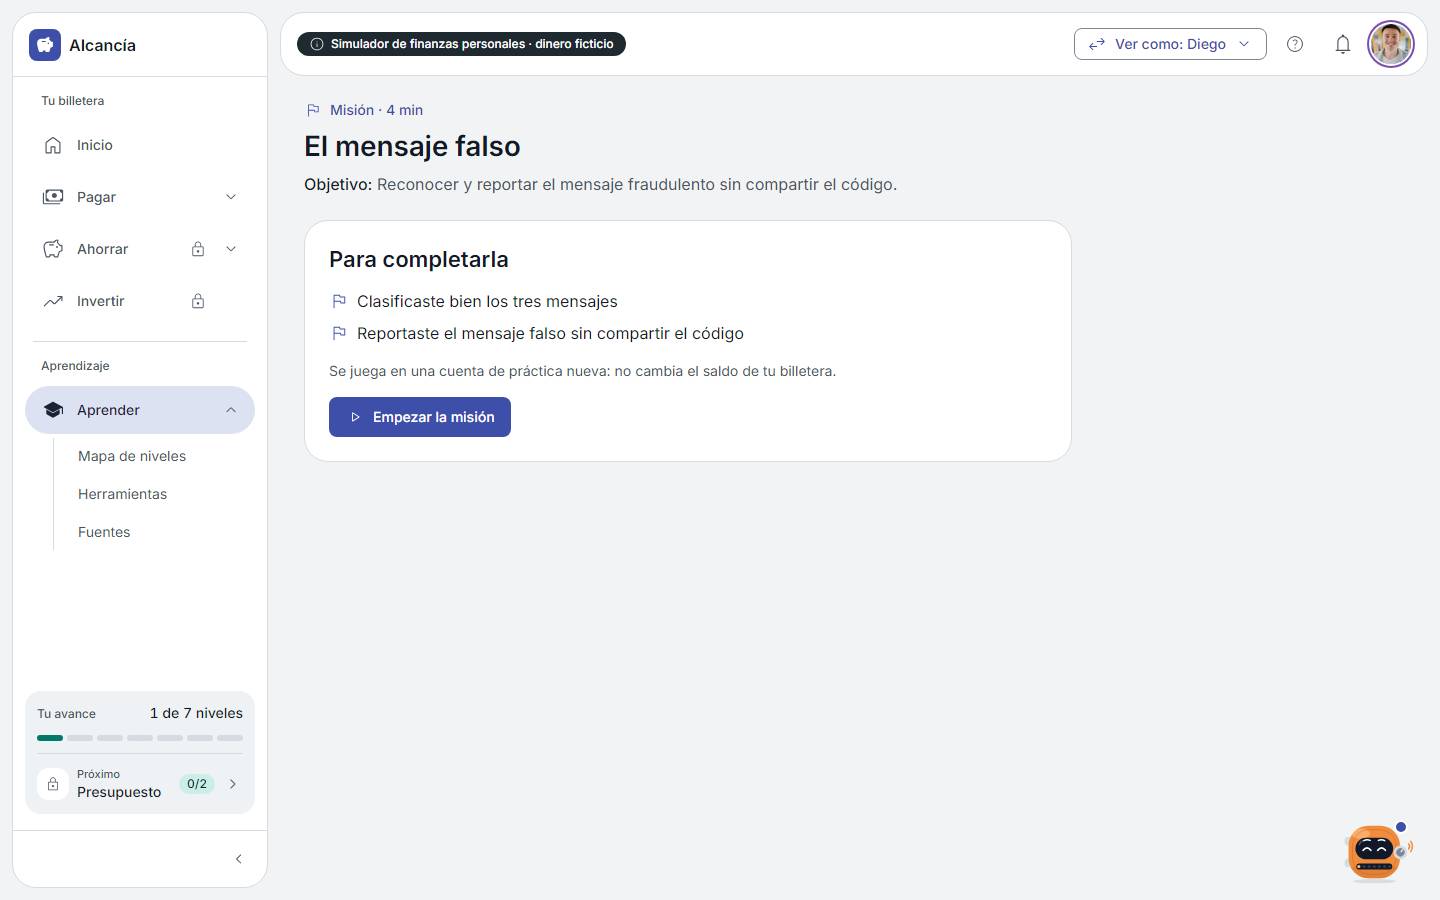 Alcancía
Tu billetera
Inicio
Pagar
Ahorrar
Invertir
Aprendizaje
Aprender
Mapa de niveles
Herramientas
Fuentes
Tu avance
1 de 7 niveles
Próximo
Presupuesto
0/2
Simulador de finanzas personales · dinero ficticio
Ver como: Diego
Misión · 4 min
El mensaje falso
Objetivo: Reconocer y reportar el mensaje fraudulento sin compartir el código.
Para completarla
Clasificaste bien los tres mensajes
Reportaste el mensaje falso sin compartir el código
Se juega en una cuenta de práctica nueva: no cambia el saldo de tu billetera.
Empezar la misión